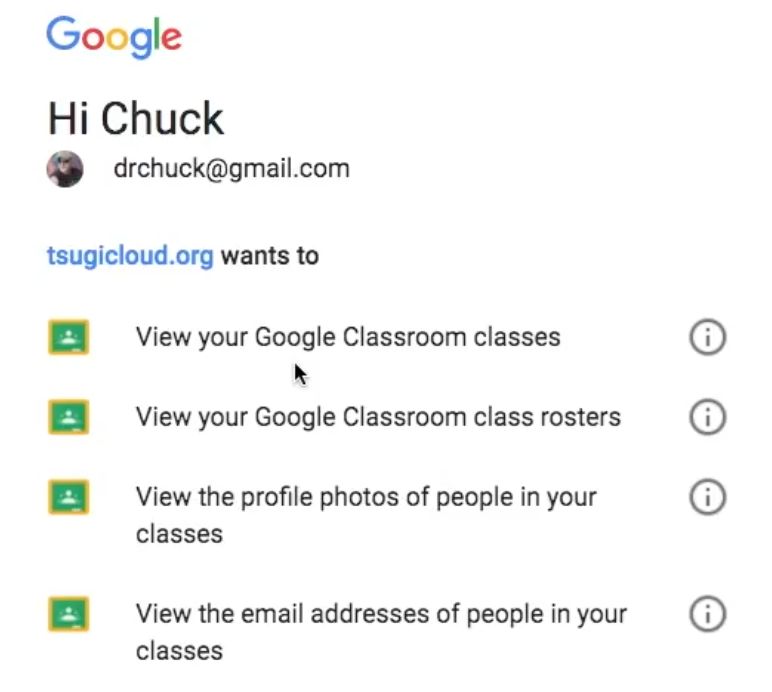 Google
Hi Chuck
drchuck@gmail.com
tsugicloud.org wants to
View your Google Classroom classes
View your Google Classroom class rosters
View the profile photos of people in your
classes
View the email addresses of people in your
classes